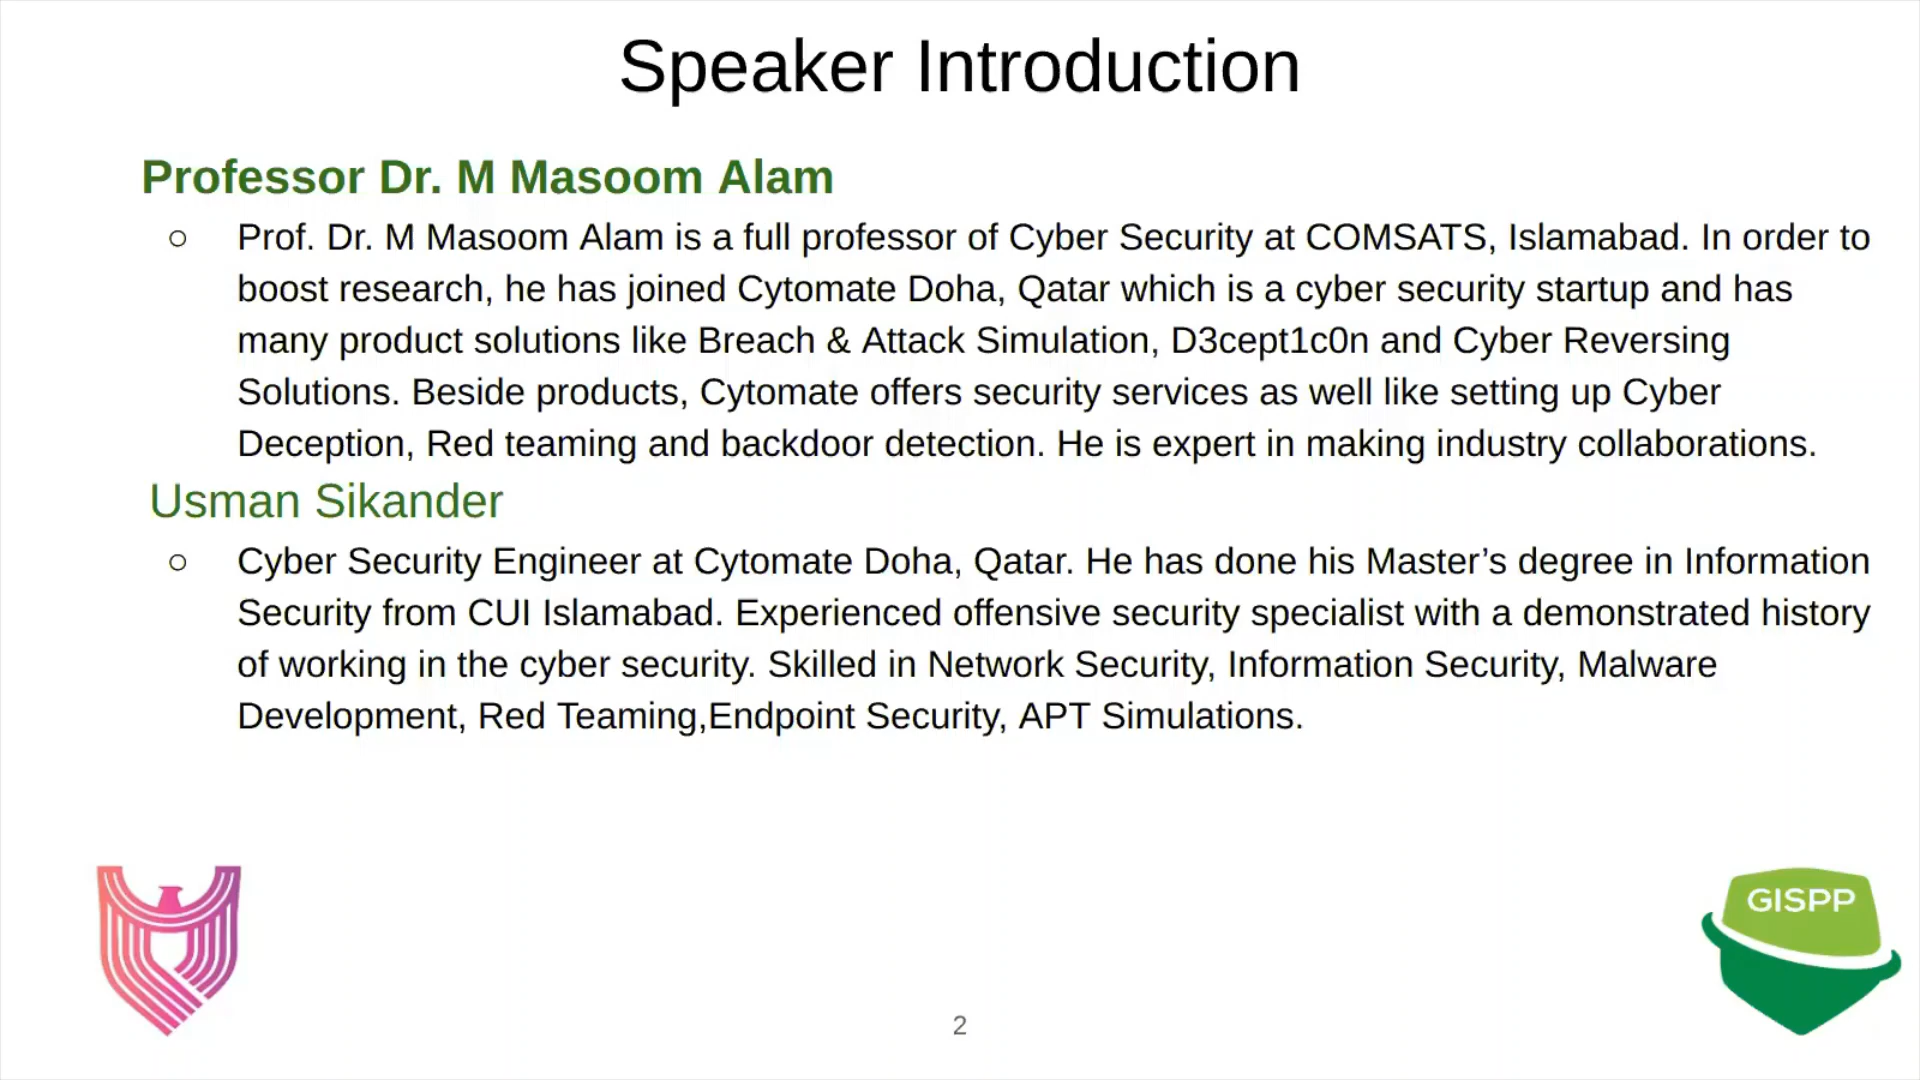 Speaker Introduction
Professor Dr. M Masoom Alam
○ Prof. Dr. M Masoom Alam is a full professor of Cyber Security at COMSATS, Islamabad. In order to
boost research, he has joined Cytomate Doha, Qatar which is a cyber security startup and has
many product solutions like Breach & Attack Simulation, D3cept1c0n and Cyber Reversing
Solutions. Beside products, Cytomate offers security services as well like setting up Cyber
Deception, Red teaming and backdoor detection. He is expert in making industry collaborations.
Usman Sikander
○ Cyber Security Engineer at Cytomate Doha, Qatar. He has done his Master’s degree in Information
Security from CUI Islamabad. Experienced offensive security specialist with a demonstrated history
of working in the cyber security. Skilled in Network Security, Information Security, Malware
Development, Red Teaming,Endpoint Security, APT Simulations.
GISPP
2